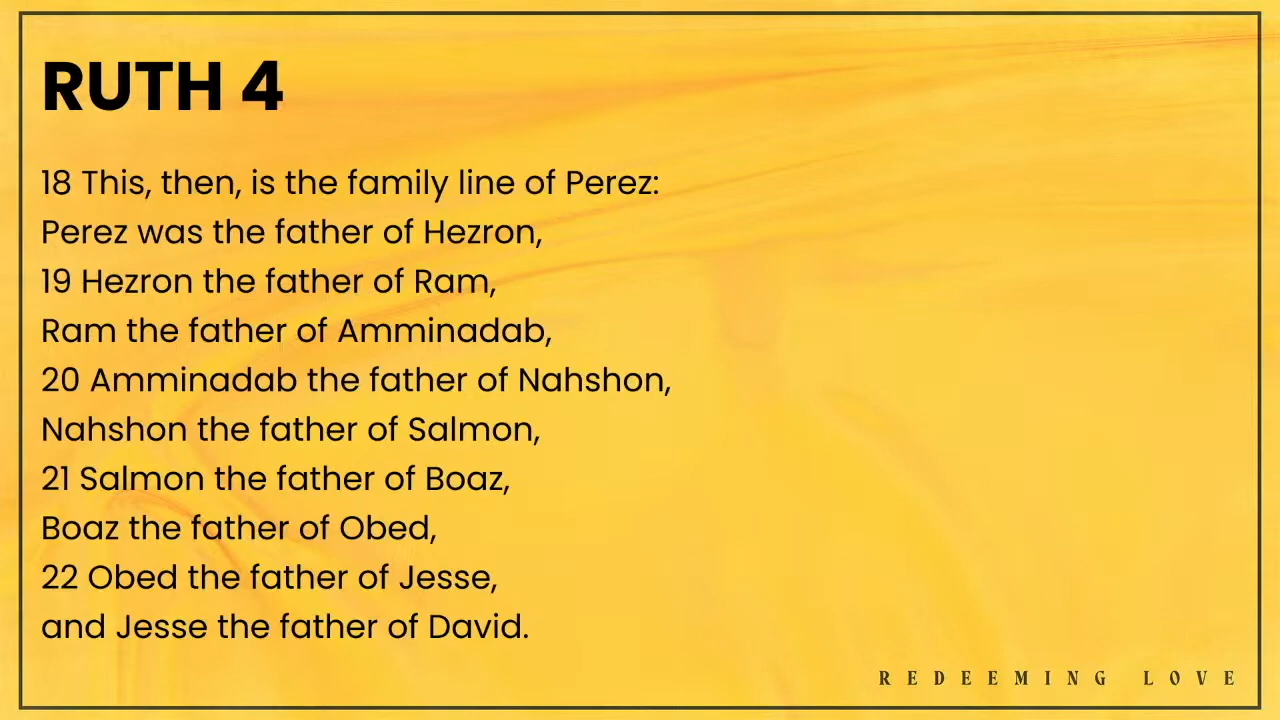 RUTH 4
18 This, then, is the family line of Perez:
Perez was the father of Hezron,
19 Hezron the father of Ram,
Ram the father of Amminadab,
20 Amminadab the father of Nahshon,
Nahshon the father of Salmon,
21 Salmon the father of Boaz,
Boaz the father of Obed,
22 Obed the father of Jesse,
and Jesse the father of David.
REDEEMING LOVE